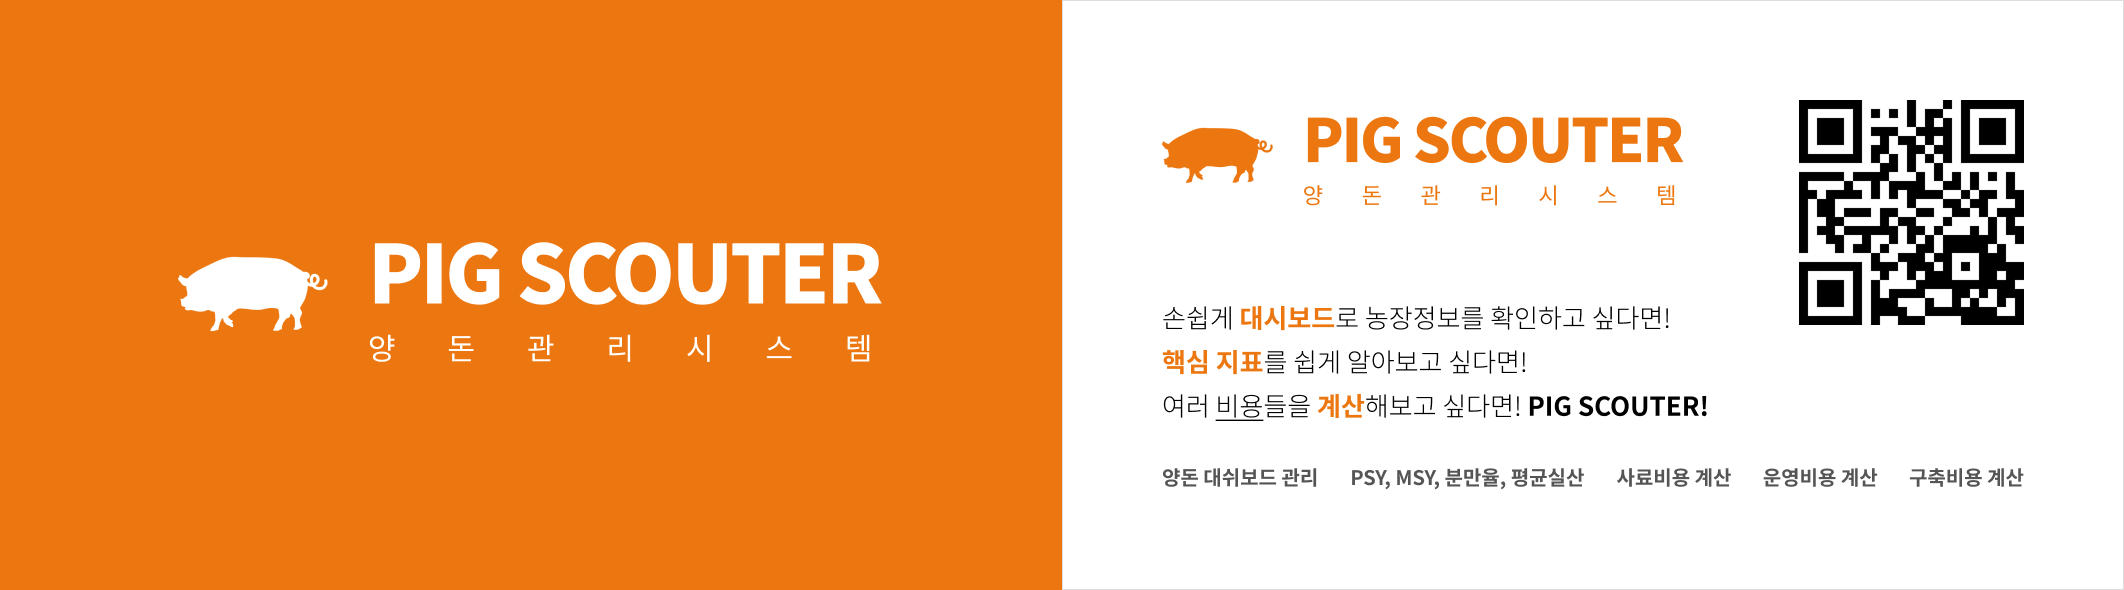 PIG SCOUTER
양 돈 관 리 시 스 템
PIG SCOUTER
양 돈 관 리 시 스 템
손쉽게 대시보드로 농장정보를 확인하고 싶다면!
핵심 지표를 쉽게 알아보고 싶다면!
여러 비용들을 계산해보고 싶다면! PIG SCOUTER!
양돈 대쉬보드 관리 PSY, MSY, 분만율, 평균실산 사료비용 계산 운영비용 계산 구축비용 계산